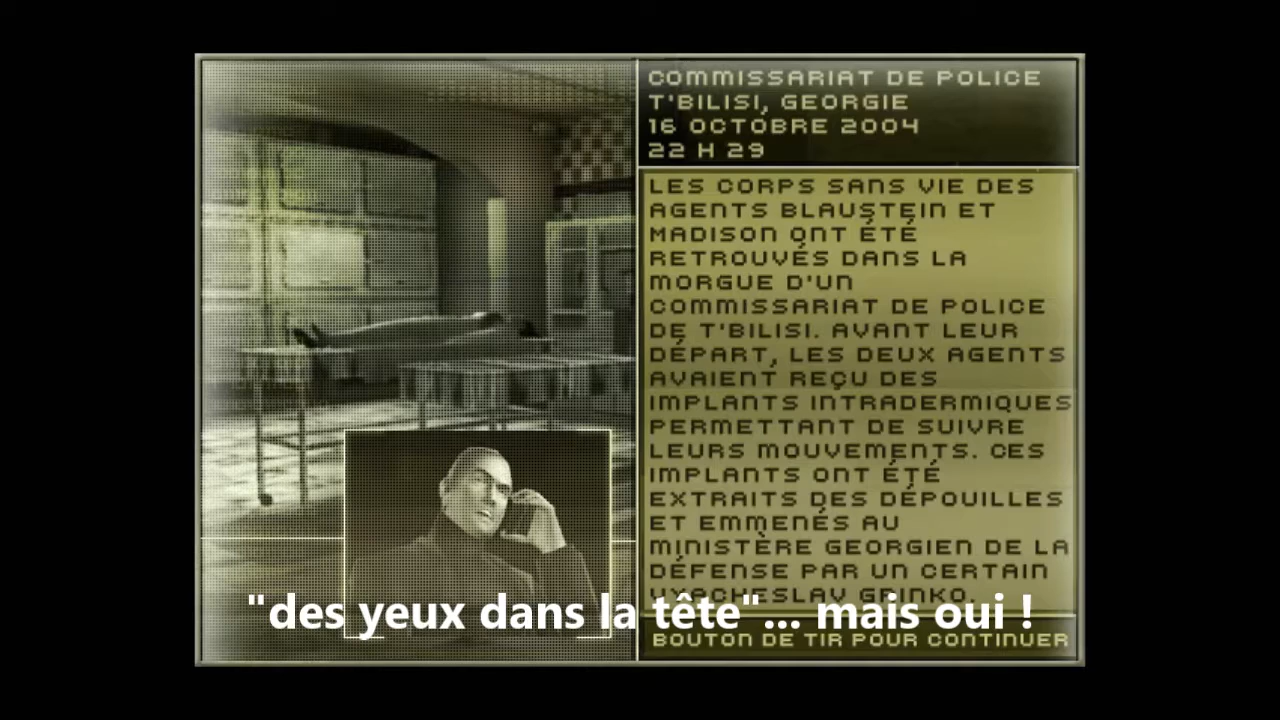 COMMISSARIAT DE POLICE
T'BILISI, GEORGIE
16 OCTOBRE 2004
22 H 29
LES CORPS SANS VIE DES
AGENTS BLAUSTEIN ET
MADISON ONT ÉTÉ
RETROUVÉS DANS LA
MORGUE D'UN
COMMISSARIAT DE POLICE
DE T'BILISI. AVANT LEUR
DÉPART, LES DEUX AGENTS
AVAIENT REÇU DES
IMPLANTS INTRADERMIQUES
PERMETTANT DE SUIVRE
LEURS MOUVEMENTS. CES
IMPLANTS ONT ÉTÉ
EXTRAITS DES DÉPOUILLES
ET EMMENÉS AU
MINISTÈRE GEORGIEN DE LA
DÉFENSE PAR UN CERTAIN
VYACHESLAV GRINKO.
"des yeux dans la tête"... mais oui !
BOUTON DE TIR POUR CONTINUER